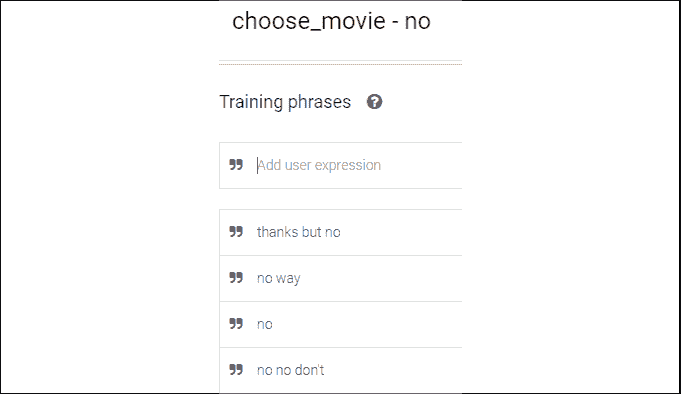 choose_movie - no
Training phrases ?
Add user expression
thanks but no
no way
no
no no don't